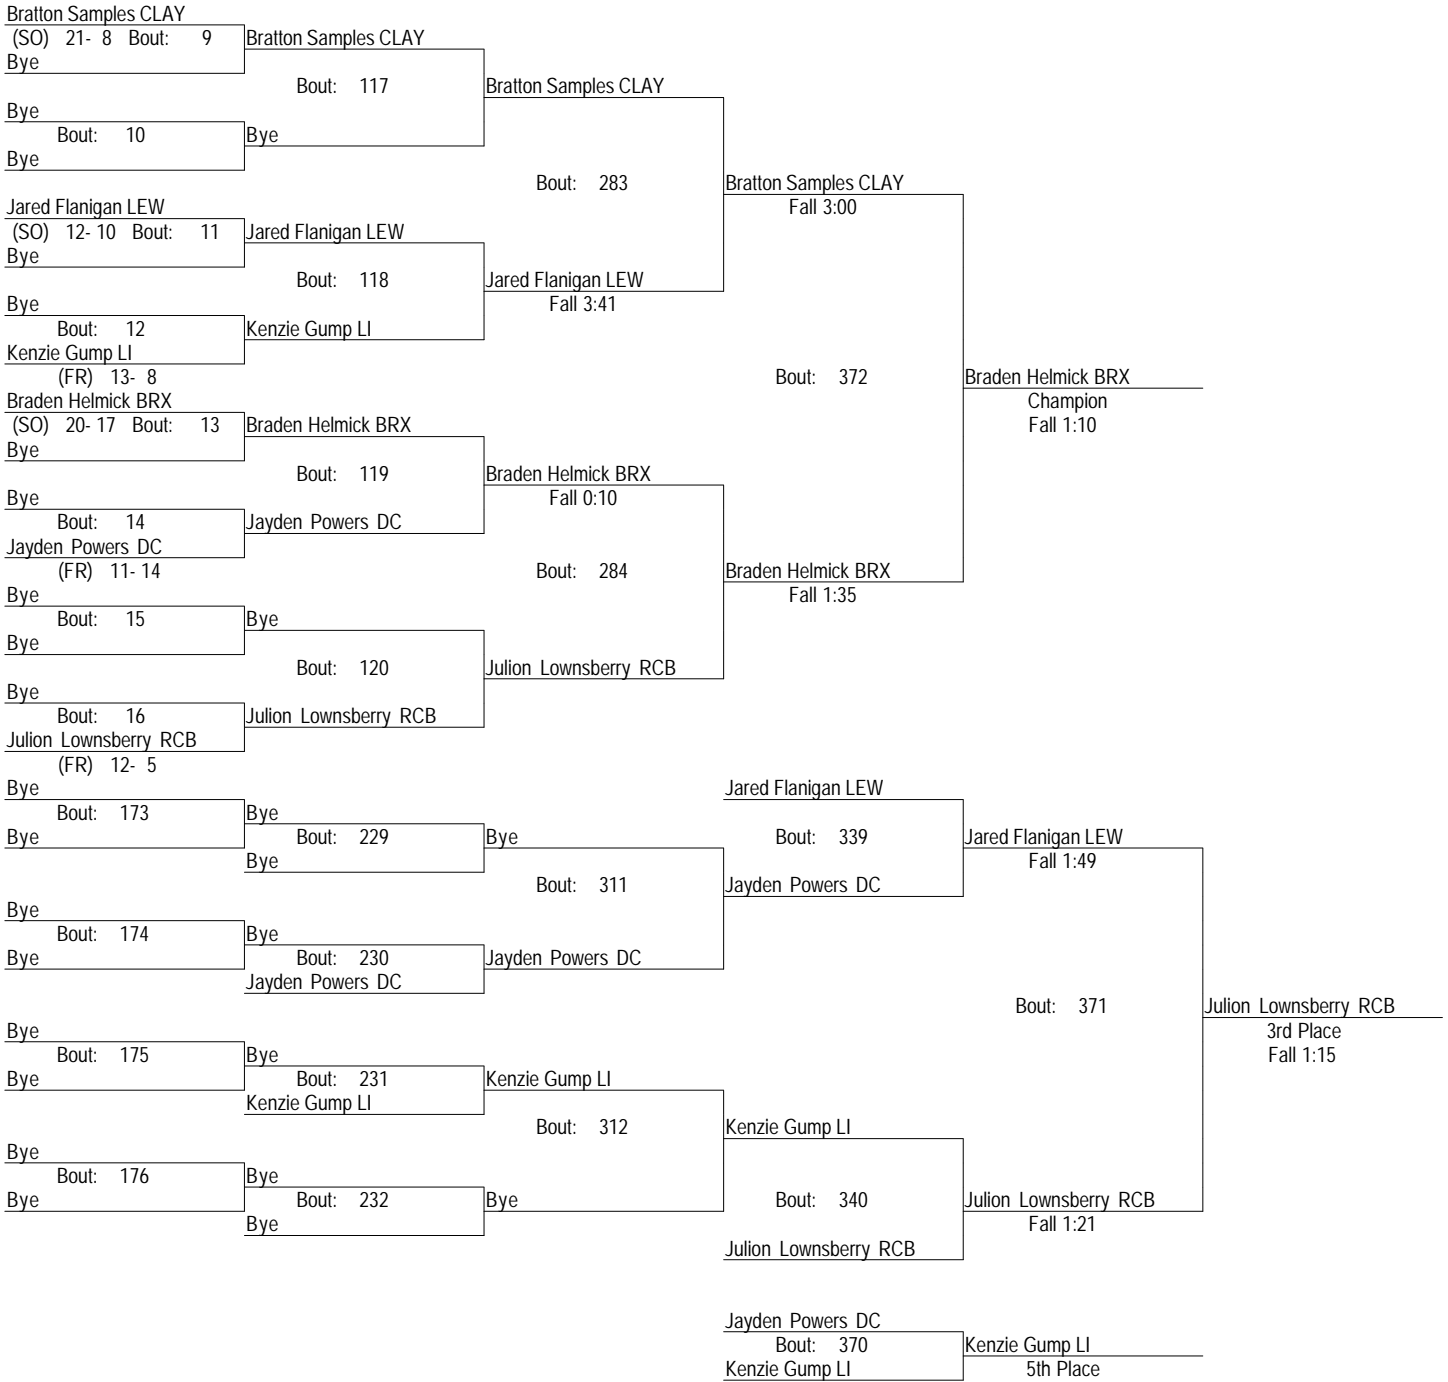 Bratton Samples CLAY
(SO) 21- 8 Bout: 9 Bratton Samples CLAY
Bye
Bout: 117 Bratton Samples CLAY
Bye
Bout: 10 Bye
Bye
Bout: 283 Bratton Samples CLAY
Jared Flanigan LEW Fall 3:00
(SO) 12- 10 Bout: 11 Jared Flanigan LEW
Bye
Bout: 118 Jared Flanigan LEW
Bye Fall 3:41
Bout: 12 Kenzie Gump LI
Kenzie Gump LI
(FR) 13- 8 Bout: 372 Braden Helmick BRX
Braden Helmick BRX Champion
(SO) 20- 17 Bout: 13 Braden Helmick BRX Fall 1:10
Bye
Bout: 119 Braden Helmick BRX
Bye Fall 0:10
Bout: 14 Jayden Powers DC
Jayden Powers DC
(FR) 11- 14 Bout: 284 Braden Helmick BRX
Bye Fall 1:35
Bout: 15 Bye
Bye
Bout: 120 Julion Lownsberry RCB
Bye
Bout: 16 Julion Lownsberry RCB
Julion Lownsberry RCB
(FR) 12- 5
Bye Jared Flanigan LEW
Bout: 173 Bye
Bye Bout: 229 Bye Bout: 339 Jared Flanigan LEW
Bye Fall 1:49
Bout: 311 Jayden Powers DC
Bye
Bout: 174 Bye
Bye Bout: 230 Jayden Powers DC
Jayden Powers DC
Bout: 371 Julion Lownsberry RCB
Bye 3rd Place
Bout: 175 Bye Fall 1:15
Bye Bout: 231 Kenzie Gump LI
Kenzie Gump LI
Bout: 312 Kenzie Gump LI
Bye
Bout: 176 Bye
Bye Bout: 232 Bye Bout: 340 Julion Lownsberry RCB
Bye Fall 1:21
Julion Lownsberry RCB
Jayden Powers DC
Bout: 370 Kenzie Gump LI
Kenzie Gump LI 5th Place